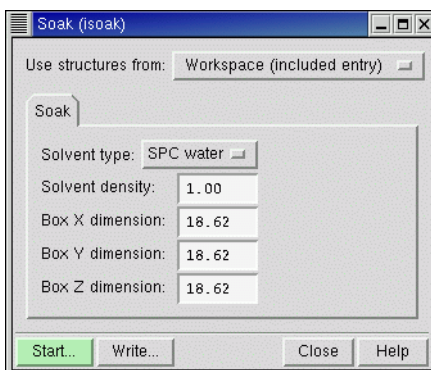 Soak (isoak)
Use structures from: Workspace (included entry)
Soak
Solvent type: SPC water
Solvent density: 1.00
Box X dimension: 18.62
Box Y dimension: 18.62
Box Z dimension: 18.62
Start... Write... Close Help